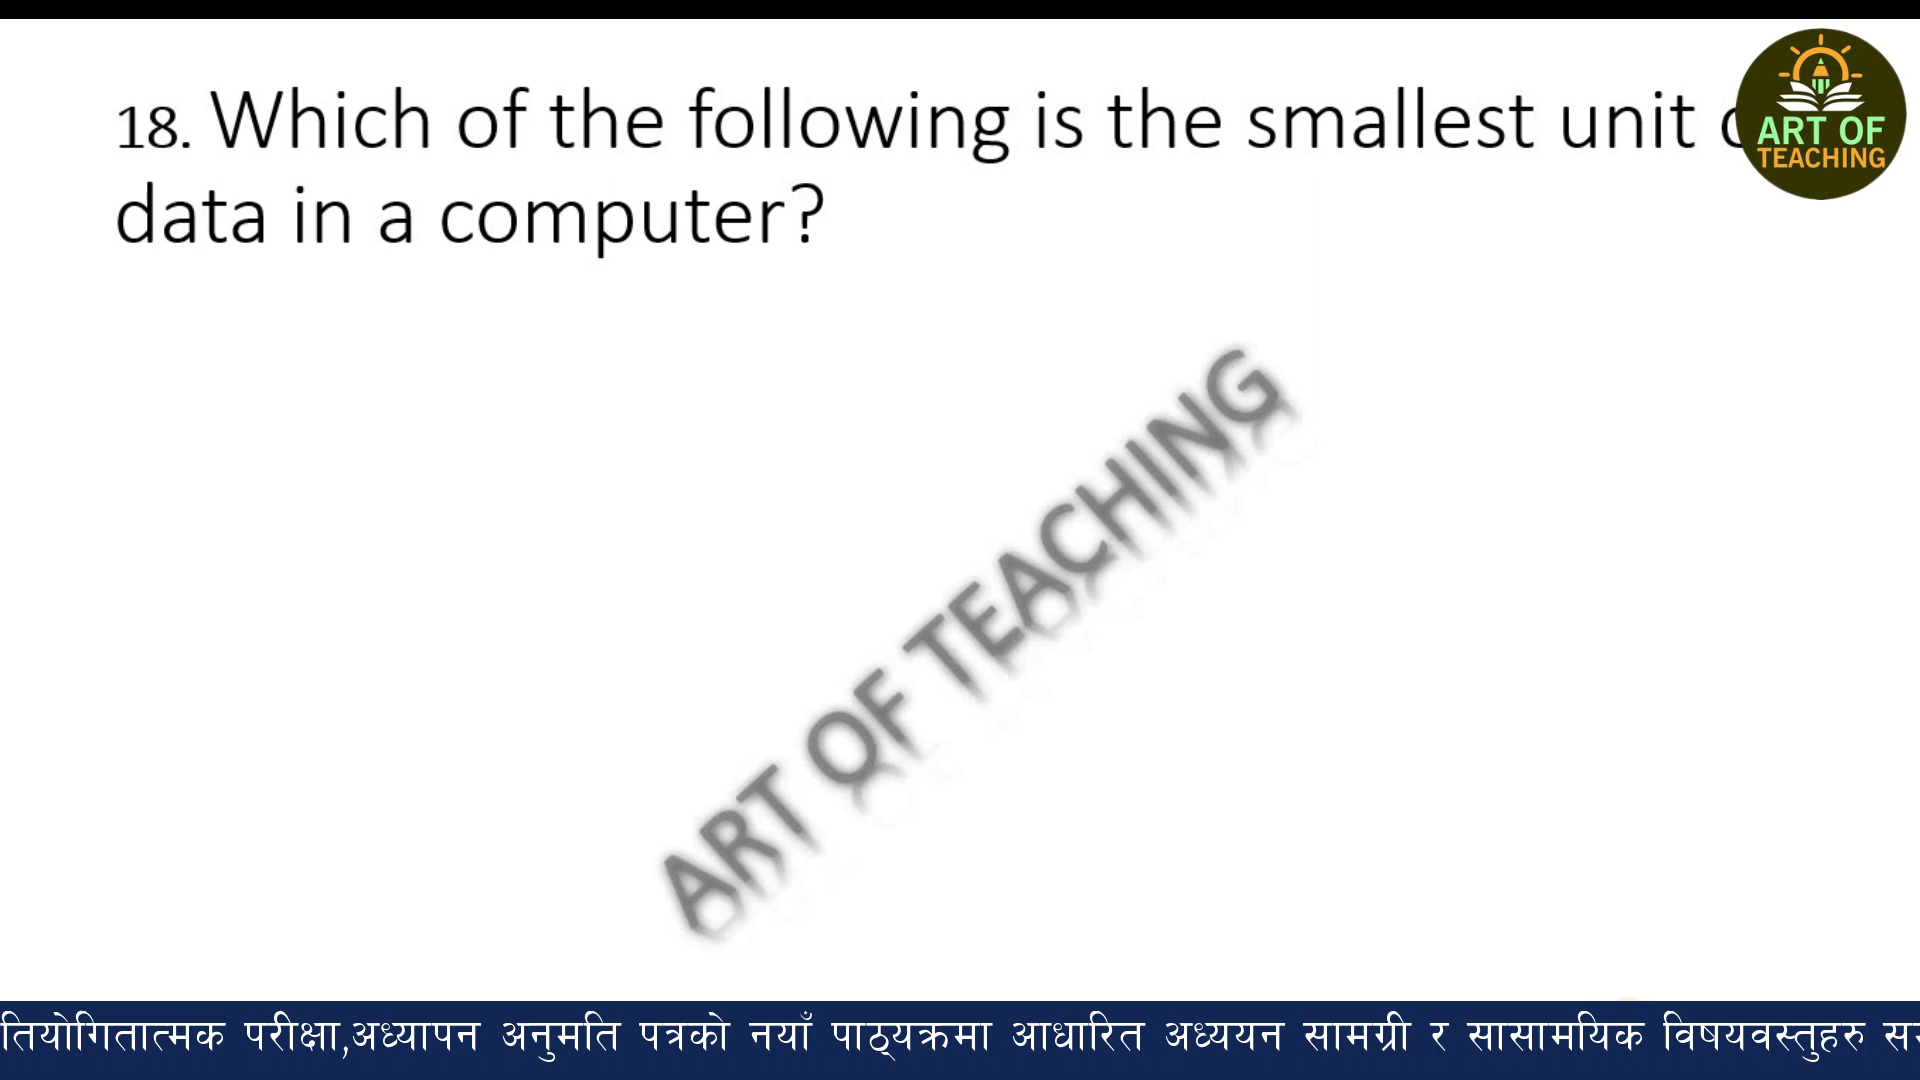 18. Which of the following is the smallest unit
data in a computer?
ART OF
TEACHING
ART OF TEACHING
तियोगितात्मक परीक्षा,अध्यापन अनुमति पत्रको नयाँ पाठ्यक्रममा आधारित अध्ययन सामग्री र सासामयिक विषयवस्तुहरु